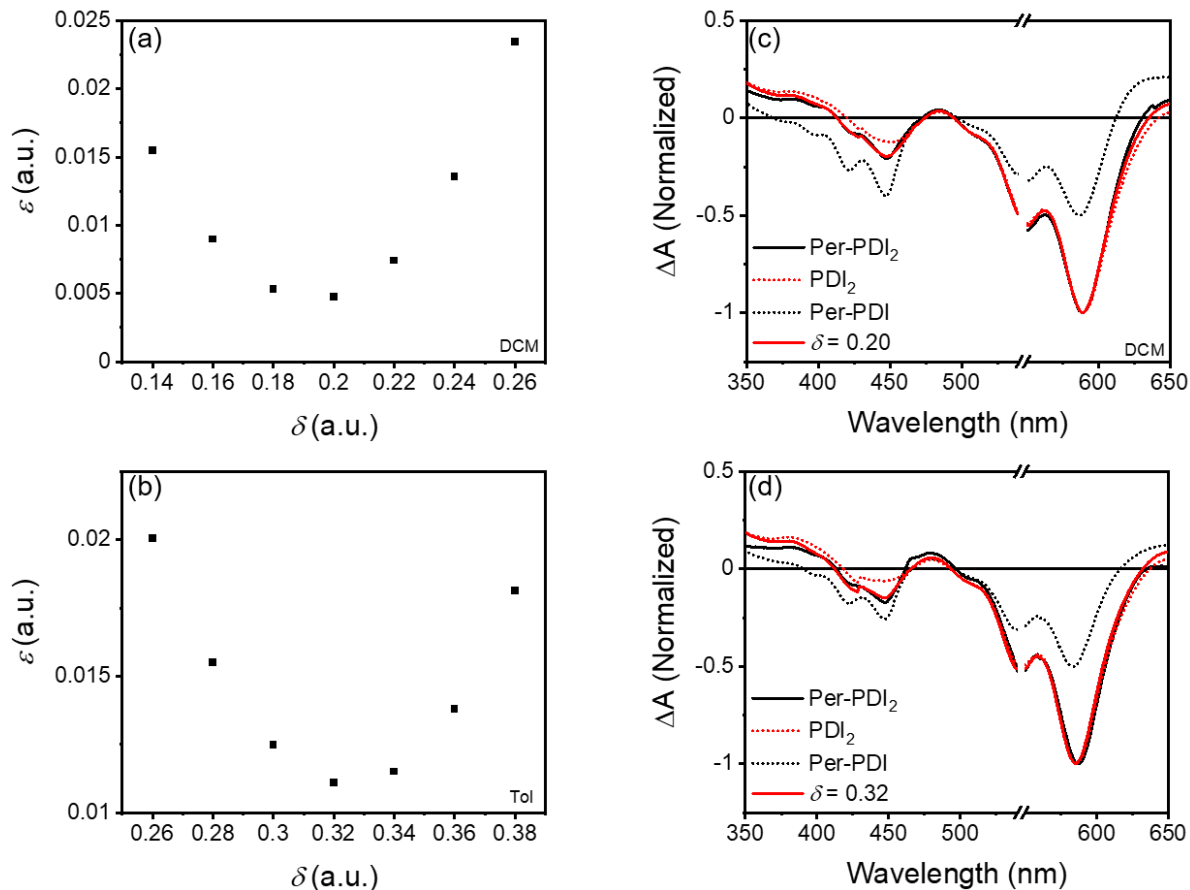 (a)
ε (a.u.)
0.025
0.02
0.015
0.01
0.005
0
0.14 0.16 0.18 0.2 0.22 0.24 0.26
DCM
δ (a.u.)
(c)
ΔA (Normalized)
0.5
0
-0.5
-1
Per-PDI₂
PDI₂
Per-PDI
δ = 0.20
DCM
350 400 450 500 600 650
Wavelength (nm)
(b)
ε (a.u.)
0.02
0.015
0.01
0.26 0.28 0.3 0.32 0.34 0.36 0.38
Tol
δ (a.u.)
(d)
ΔA (Normalized)
0.5
0
-0.5
-1
Per-PDI₂
PDI₂
Per-PDI
δ = 0.32
350 400 450 500 600 650
Wavelength (nm)